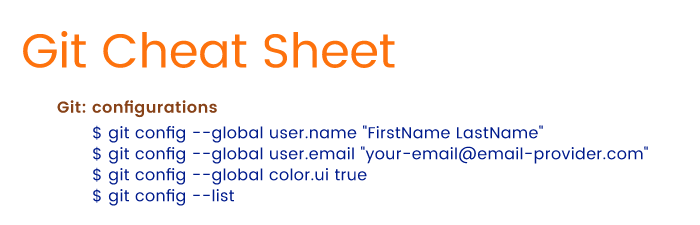 Git Cheat Sheet
Git: configurations
$ git config --global user.name "FirstName LastName"
$ git config --global user.email "your-email@email-provider.com"
$ git config --global color.ui true
$ git config --list